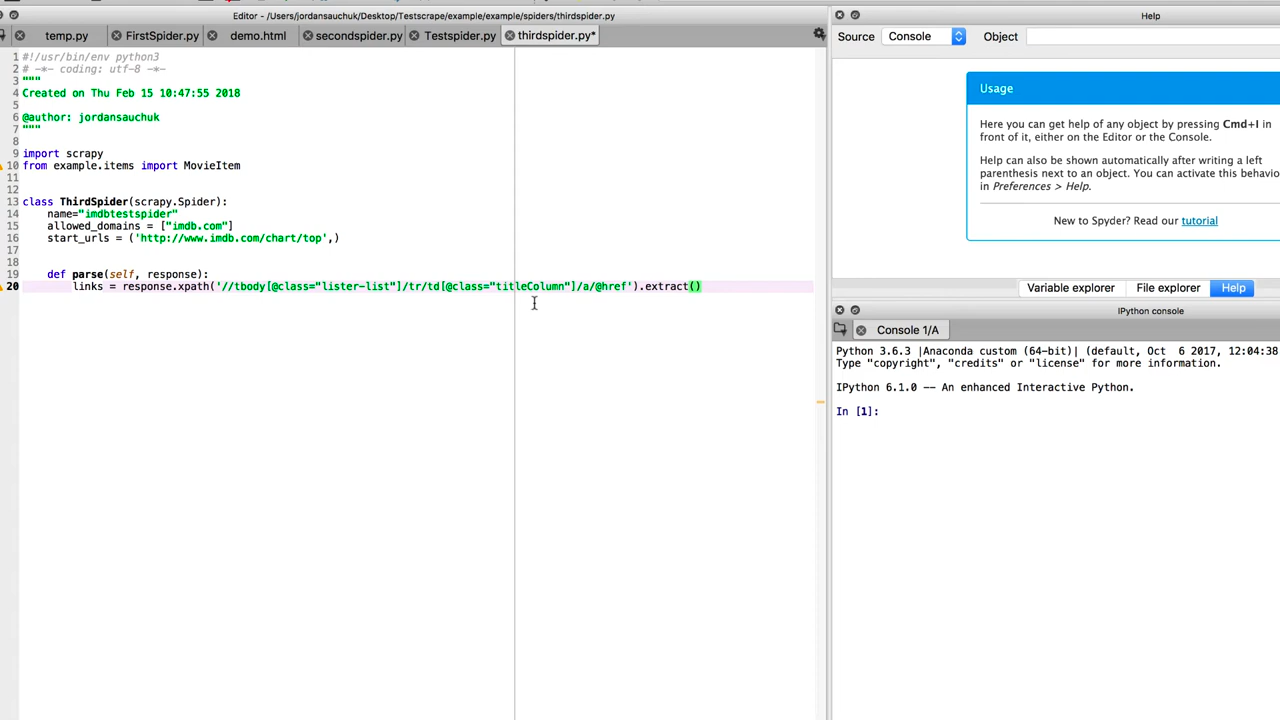 Editor - /Users/jordansauchuk/Desktop/Testscrape/example/example/spiders/thirdspider.py
temp.py
FirstSpider.py
demo.html
secondspider.py
Testspider.py
thirdspider.py*
1 #!/usr/bin/env python3
2 # -*- coding: utf-8 -*-
3 """
4 Created on Thu Feb 15 10:47:55 2018
5
6 @author: jordansauchuk
7 """
8
9 import scrapy
10 from example.items import MovieItem
11
12
13 class ThirdSpider(scrapy.Spider):
14 name="imdbtestspider"
15 allowed_domains = ["imdb.com"]
16 start_urls = ('http://www.imdb.com/chart/top',)
17
18
19 def parse(self, response):
20 links = response.xpath('//tbody[@class="lister-list"]/tr/td[@class="titleColumn"]/a/@href').extract()
Help
Source Console Object
Usage
Here you can get help of any object by pressing Cmd+I in
front of it, either on the Editor or the Console.
Help can also be shown automatically after writing a left
parenthesis next to an object. You can activate this behavio
in Preferences > Help.
New to Spyder? Read our tutorial
Variable explorer File explorer Help
IPython console
Console 1/A
Python 3.6.3 |Anaconda custom (64-bit)| (default, Oct 6 2017, 12:04:38
Type "copyright", "credits" or "license" for more information.
IPython 6.1.0 -- An enhanced Interactive Python.
In [1]: